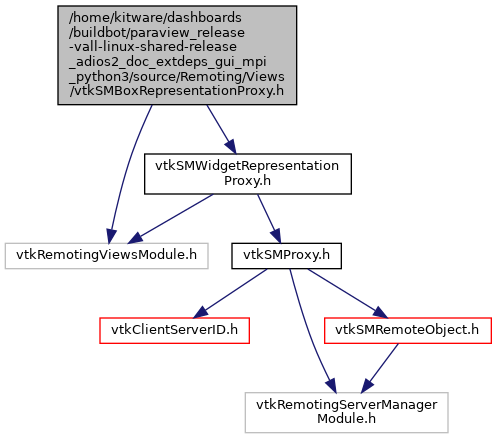 /home/kitware/dashboards
/buildbot/paraview_release
-vall-linux-shared-release
_adios2_doc_extdeps_gui_mpi
_python3/source/Remoting/Views
/vtkSMBoxRepresentationProxy.h
vtkSMWidgetRepresentation
Proxy.h
vtkRemotingViewsModule.h
vtkSMProxy.h
vtkClientServerID.h
vtkSMRemoteObject.h
vtkRemotingServerManager
Module.h